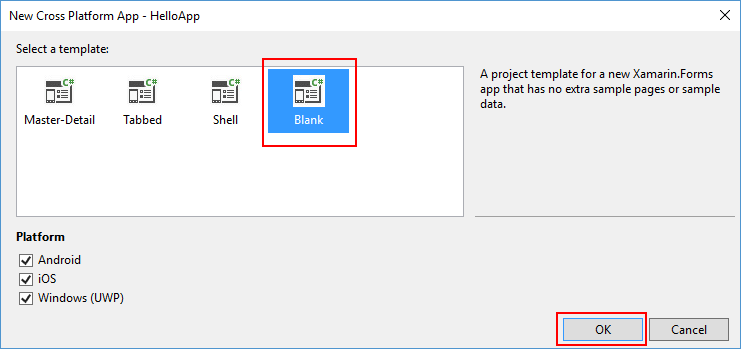 New Cross Platform App - HelloApp
Select a template:
C# C# C# C#
Master-Detail Tabbed Shell Blank
A project template for a new Xamarin.Forms
app that has no extra sample pages or sample
data.
Platform
Android
iOS
Windows (UWP)
OK Cancel